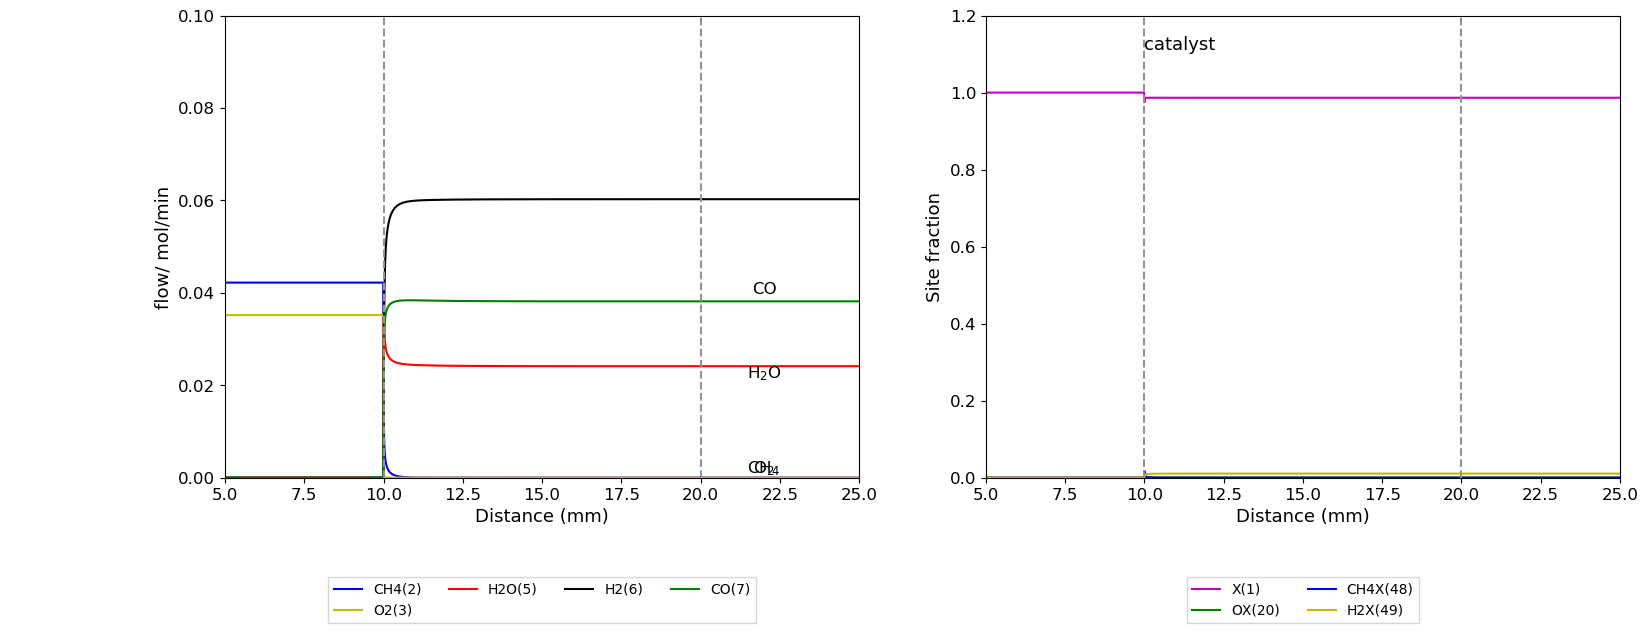 0.10
0.08
0.06
0.04
0.02
0.00
flow/ mol/min
CO
H₂O
CH₄
O₂
5.0 7.5 10.0 12.5 15.0 17.5 20.0 22.5 25.0
Distance (mm)
CH4(2) H2O(5) H2(6) CO(7)
O2(3)
1.2
1.0
0.8
0.6
0.4
0.2
0.0
Site fraction
catalyst
5.0 7.5 10.0 12.5 15.0 17.5 20.0 22.5 25.0
Distance (mm)
X(1) CH4X(48)
OX(20) H2X(49)